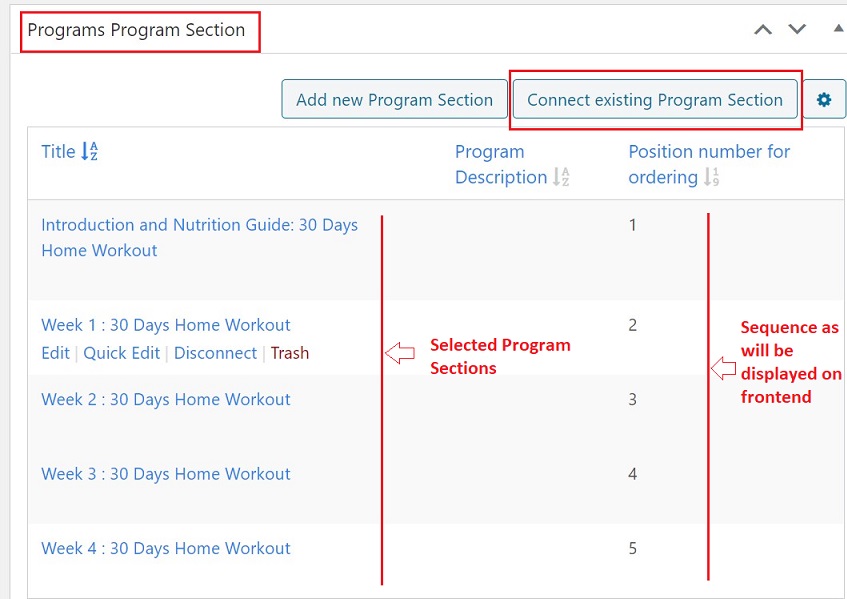 Programs Program Section
Add new Program Section
Connect existing Program Section
Title
Program
Description
Position number for
ordering
Introduction and Nutrition Guide: 30 Days
Home Workout
1
Week 1 : 30 Days Home Workout
2
Edit | Quick Edit | Disconnect | Trash
Week 2 : 30 Days Home Workout
3
Week 3 : 30 Days Home Workout
4
Week 4 : 30 Days Home Workout
5
Selected Program
Sections
Sequence as
will be
displayed on
frontend